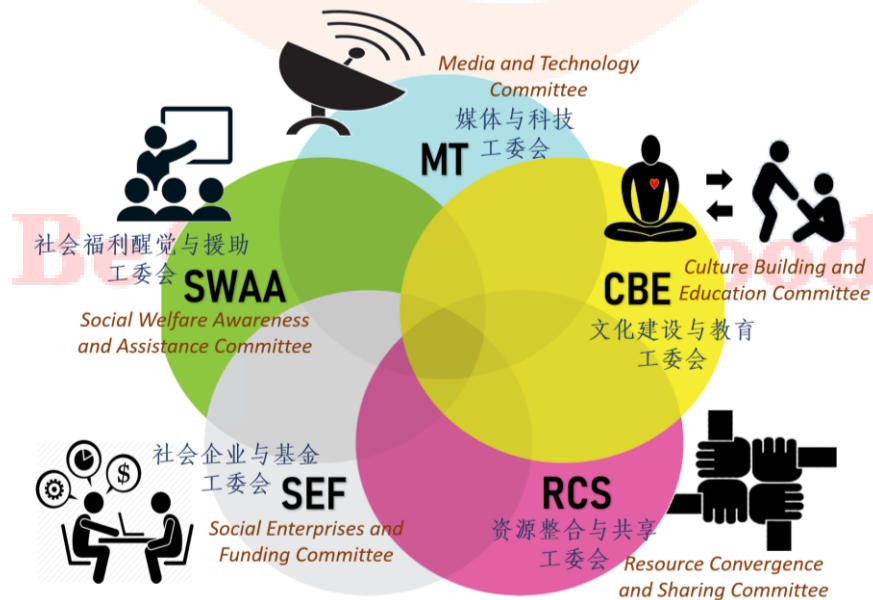 Media and Technology
Committee
媒体与科技
工委会
MT
社会福利醒觉与援助
工委会
SWAA
Social Welfare Awareness
and Assistance Committee
CBE
Culture Building and
Education Committee
文化建设与教育
工委会
社会企业与基金
工委会
SEF
Social Enterprises and
Funding Committee
$
RCS
资源整合与共享
工委会
Resource Convergence
and Sharing Committee